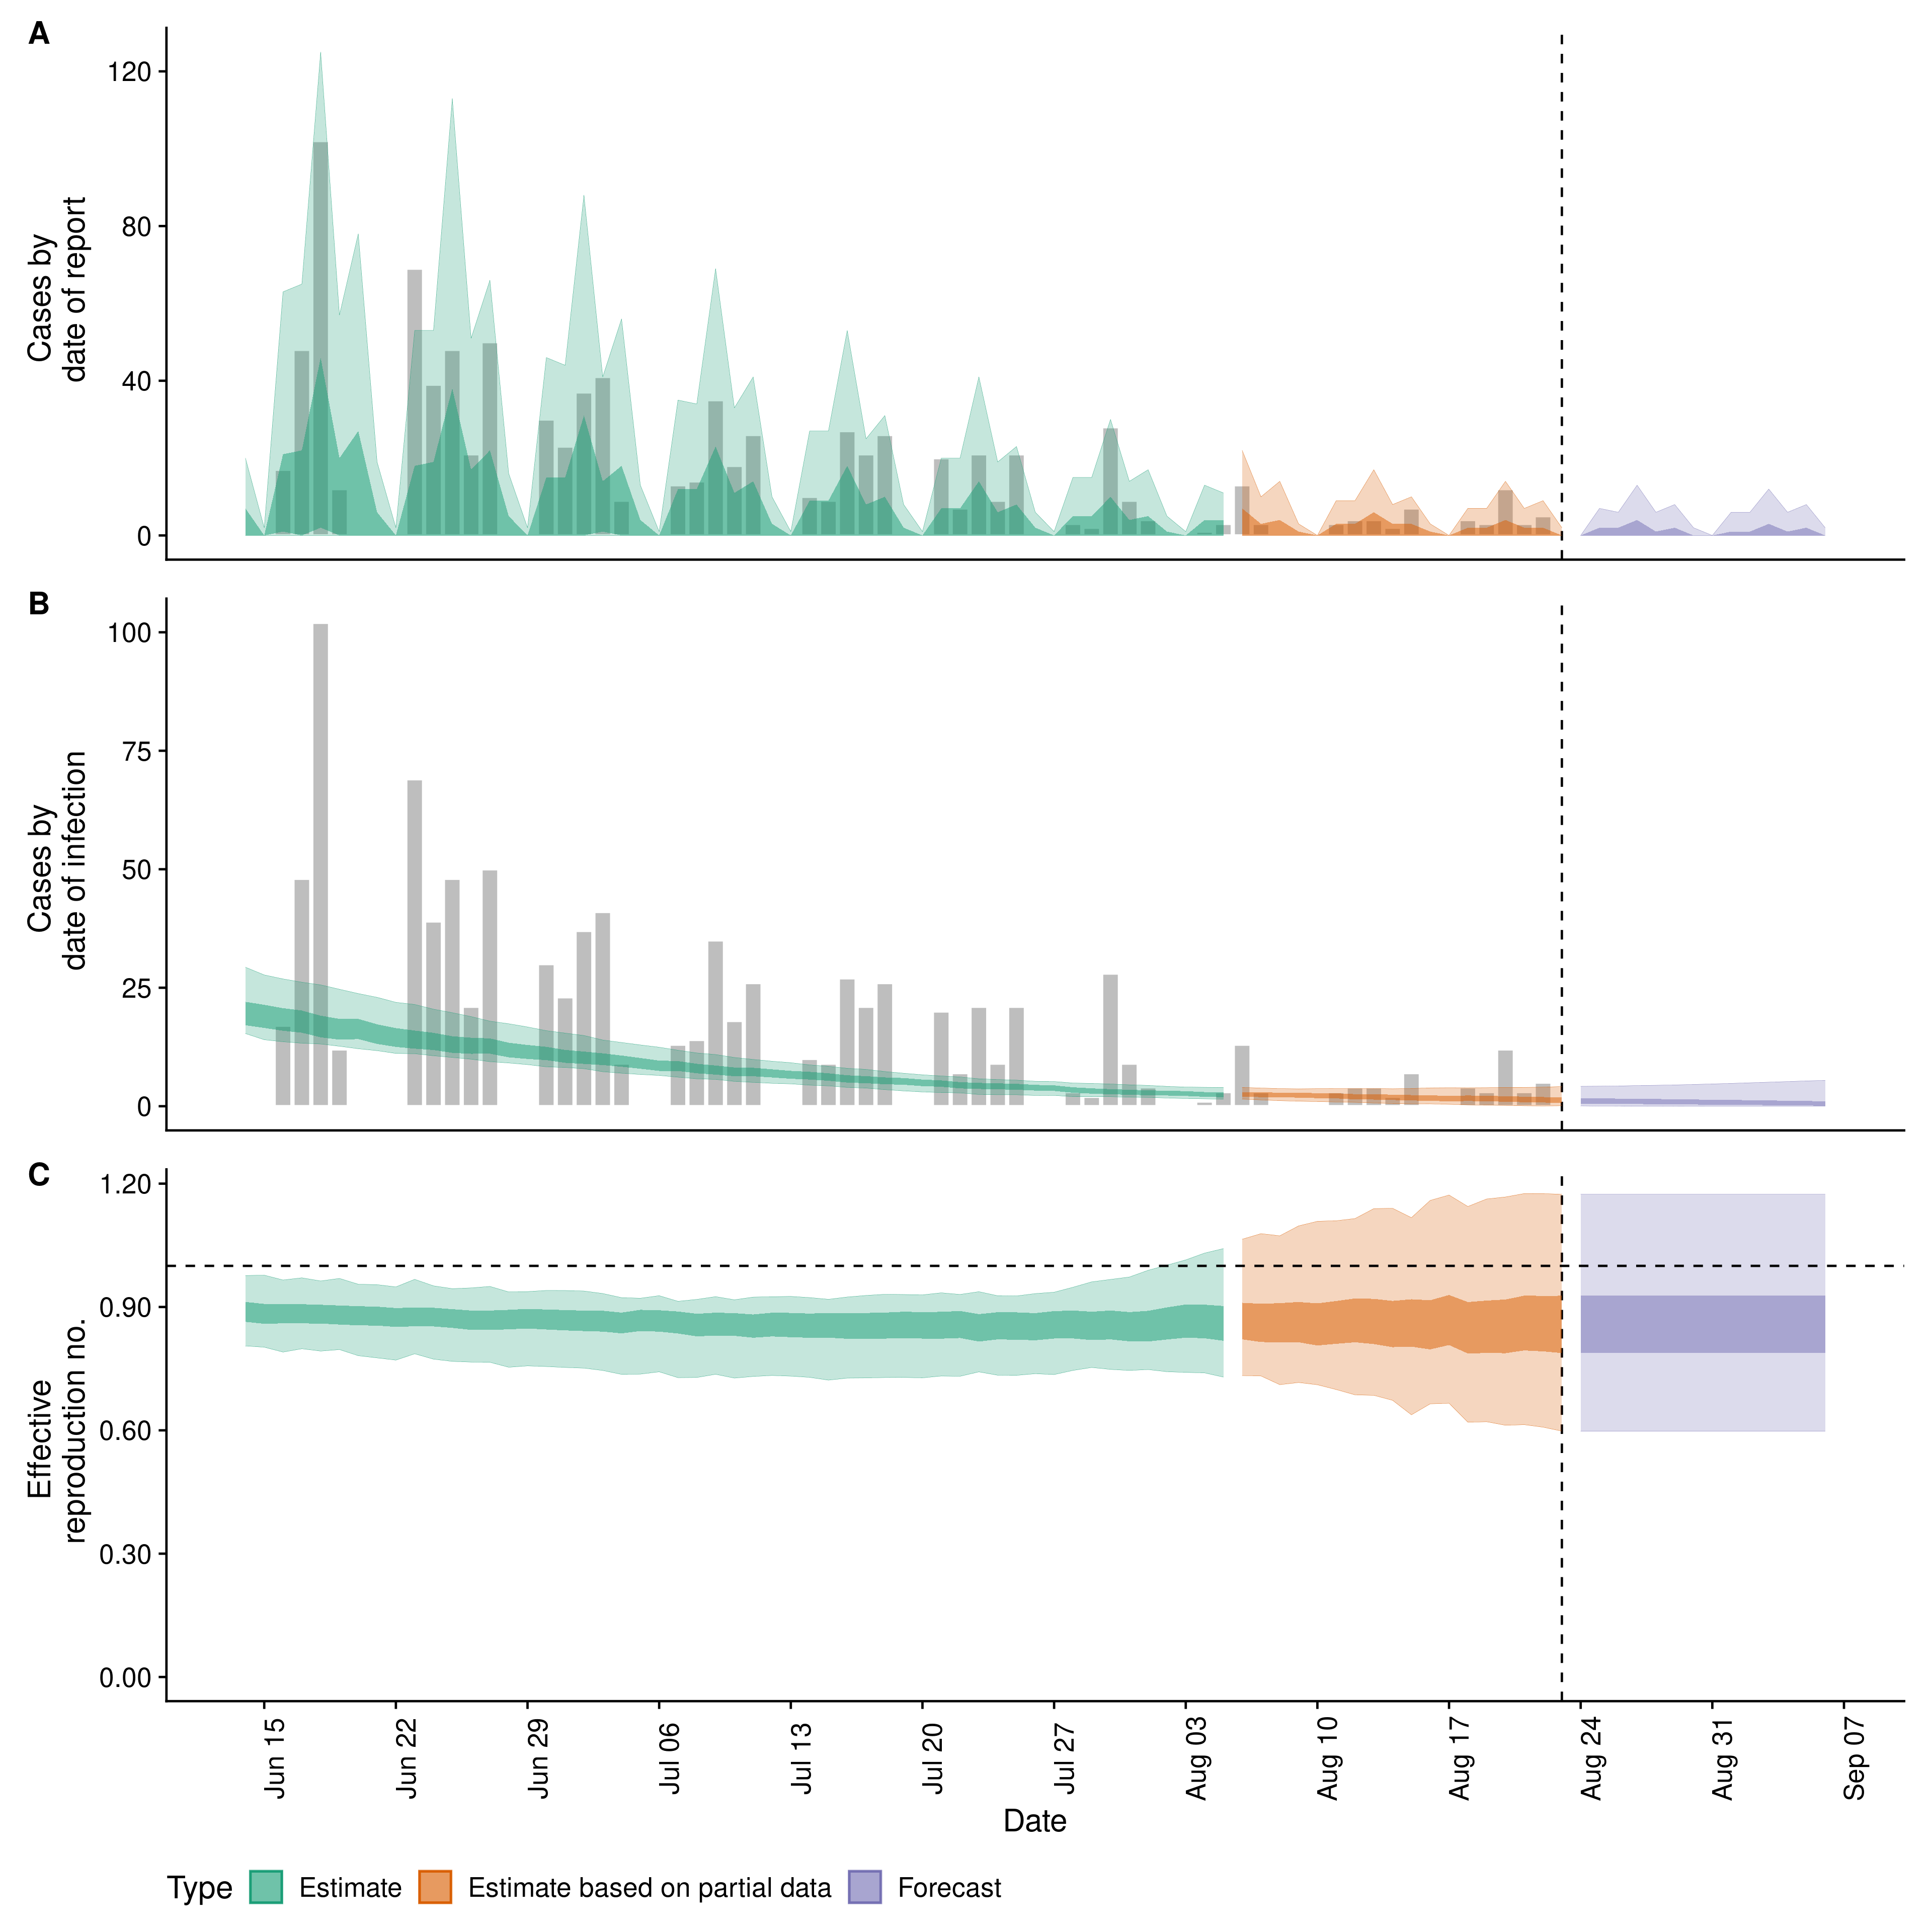 A
Cases by
date of report
120
80
40
0
B
Cases by
date of infection
100
75
50
25
0
C
Effective
reproduction no.
1.20
0.90
0.60
0.30
0.00
Jun 15
Jun 22
Jun 29
Jul 06
Jul 13
Jul 20
Jul 27
Aug 03
Aug 10
Aug 17
Aug 24
Aug 31
Sep 07
Date
Type Estimate Estimate based on partial data Forecast